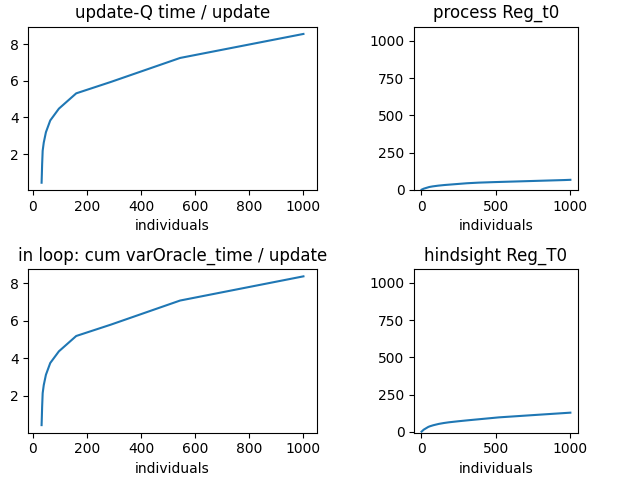 update-Q time / update
8
6
4
2
0 200 400 600 800 1000
individuals
process Reg_t0
1000
750
500
250
0
0 500 1000
individuals
in loop: cum varOracle_time / update
8
6
4
2
0 200 400 600 800 1000
individuals
hindsight Reg_T0
1000
750
500
250
0
0 500 1000
individuals